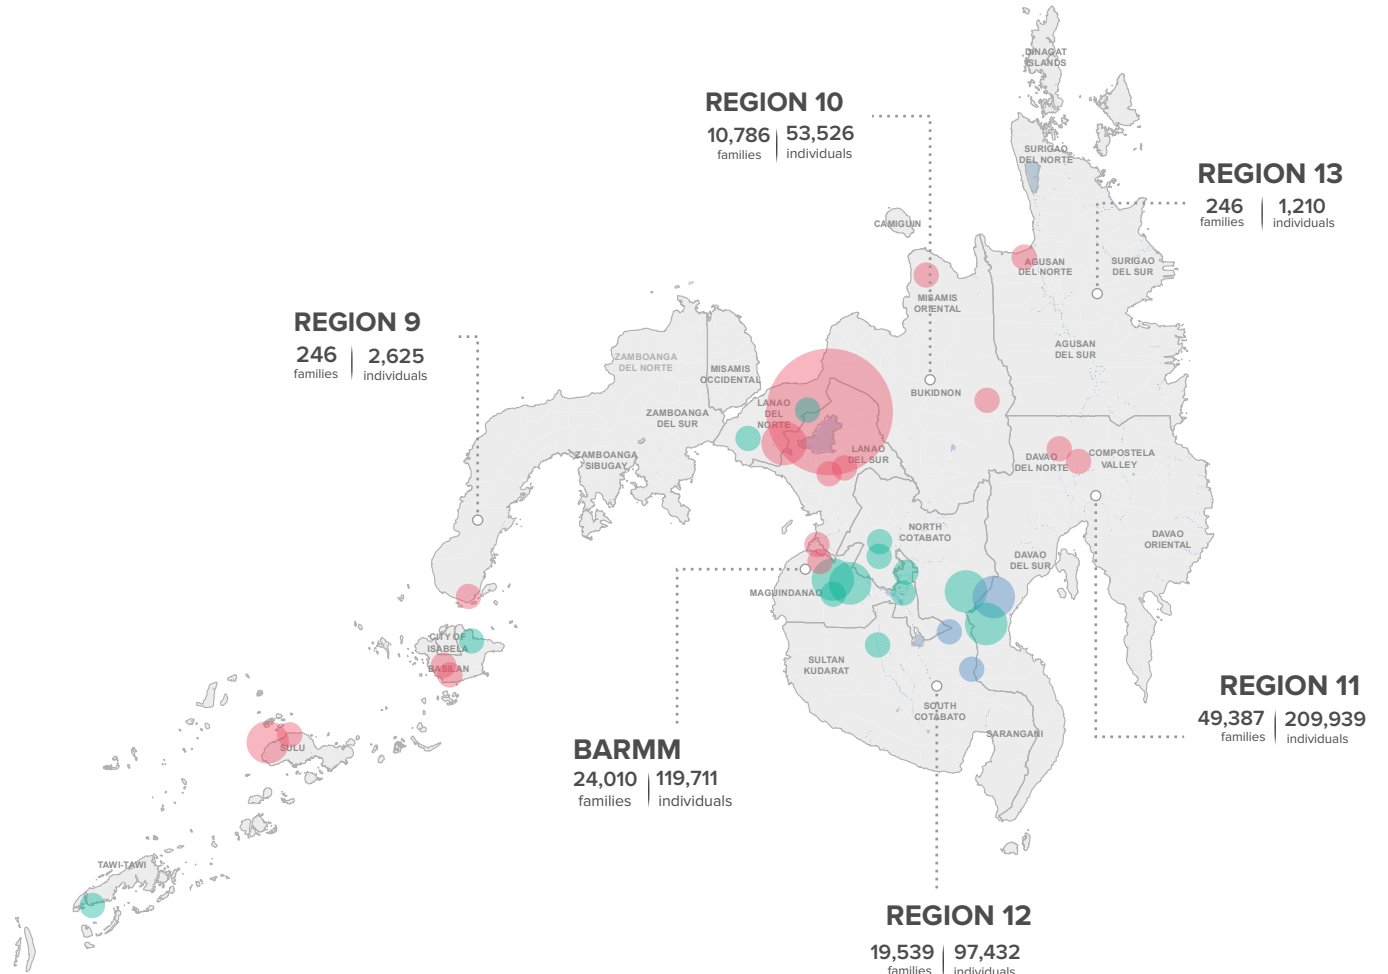 DINAGAT
ISLANDS
REGION 10
10,786 53,526
families individuals
SURIGAO
DEL NORTE
REGION 13
246 1,210
families individuals
CAMIGUIN
AGUSAN
DEL NORTE
SURIGAO
DEL SUR
MISAMIS
ORIENTAL
REGION 9
246 2,625
families individuals
ZAMBOANGA
DEL NORTE
MISAMIS
OCCIDENTAL
AGUSAN
DEL SUR
BUKIDNON
LANAO
DEL
NORTE
ZAMBOANGA
DEL SUR
ZAMBOANGA
SIBUGAY
LANAO
DEL SUR
DAVAO
DEL NORTE
COMPOSTELA
VALLEY
NORTH
COTABATO
DAVAO
ORIENTAL
DAVAO
DEL SUR
MAGUINDANAO
CITY OF
ISABELA
BASILAN
SULTAN
KUDARAT
REGION 11
49,387 209,939
families individuals
SOUTH
COTABATO
SARANGANI
SULU
BARMM
24,010 119,711
families individuals
TAWI-TAWI
REGION 12
19,539 97,432
families individuals